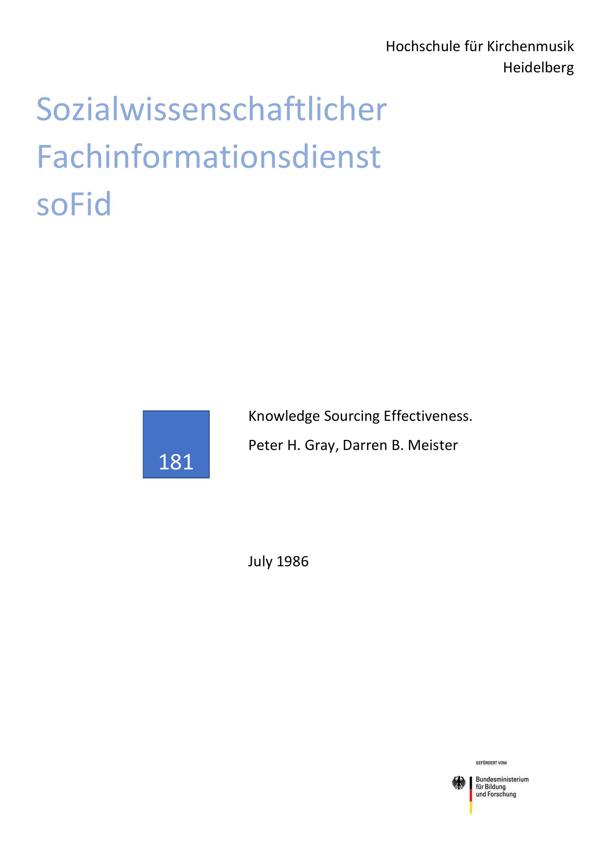 Hochschule für Kirchenmusik
Heidelberg
Sozialwissenschaftlicher
Fachinformationsdienst
soFid
Knowledge Sourcing Effectiveness.
Peter H. Gray, Darren B. Meister
181
July 1986
GEFÖRDERT VOM
Bundesministerium
für Bildung
und Forschung